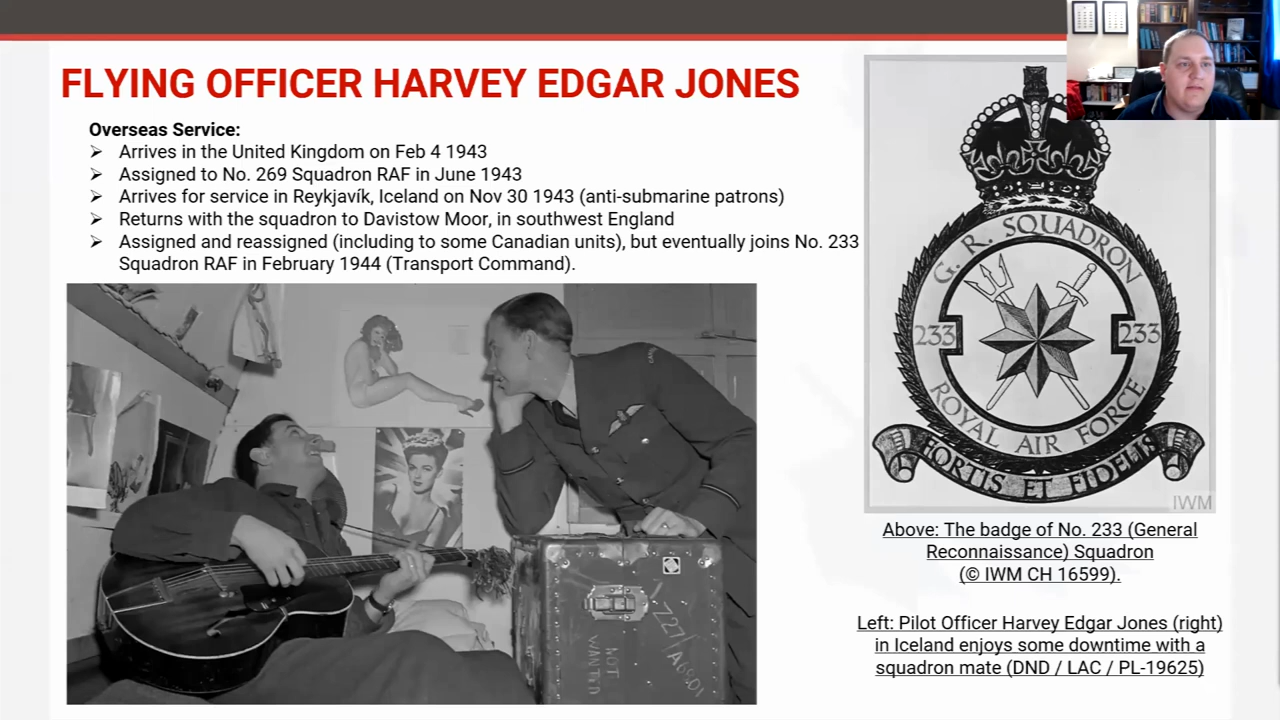 FLYING OFFICER HARVEY EDGAR JONES
Overseas Service:
Arrives in the United Kingdom on Feb 4 1943
Assigned to No. 269 Squadron RAF in June 1943
Arrives for service in Reykjavík, Iceland on Nov 30 1943 (anti-submarine patrons)
Returns with the squadron to Davistow Moor, in southwest England
Assigned and reassigned (including to some Canadian units), but eventually joins No. 233
Squadron RAF in February 1944 (Transport Command).
NOT
WANTED
G. R. SQUADRON
233 233
ROYAL AIR FORCE
FORTIS ET FIDELIS
IWM
Above: The badge of No. 233 (General
Reconnaissance) Squadron
(© IWM CH 16599).
Left: Pilot Officer Harvey Edgar Jones (right)
in Iceland enjoys some downtime with a
squadron mate (DND / LAC / PL-19625)